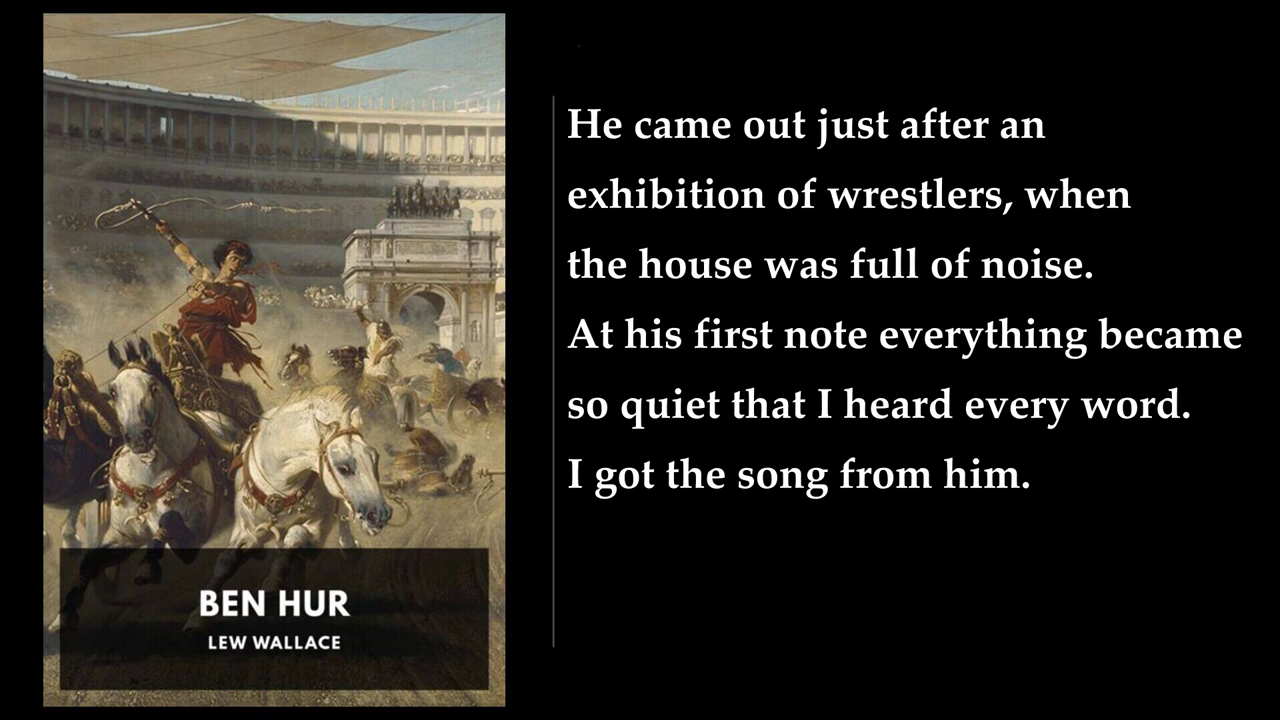 BEN HUR
LEW WALLACE
He came out just after an
exhibition of wrestlers, when
the house was full of noise.
At his first note everything became
so quiet that I heard every word.
I got the song from him.